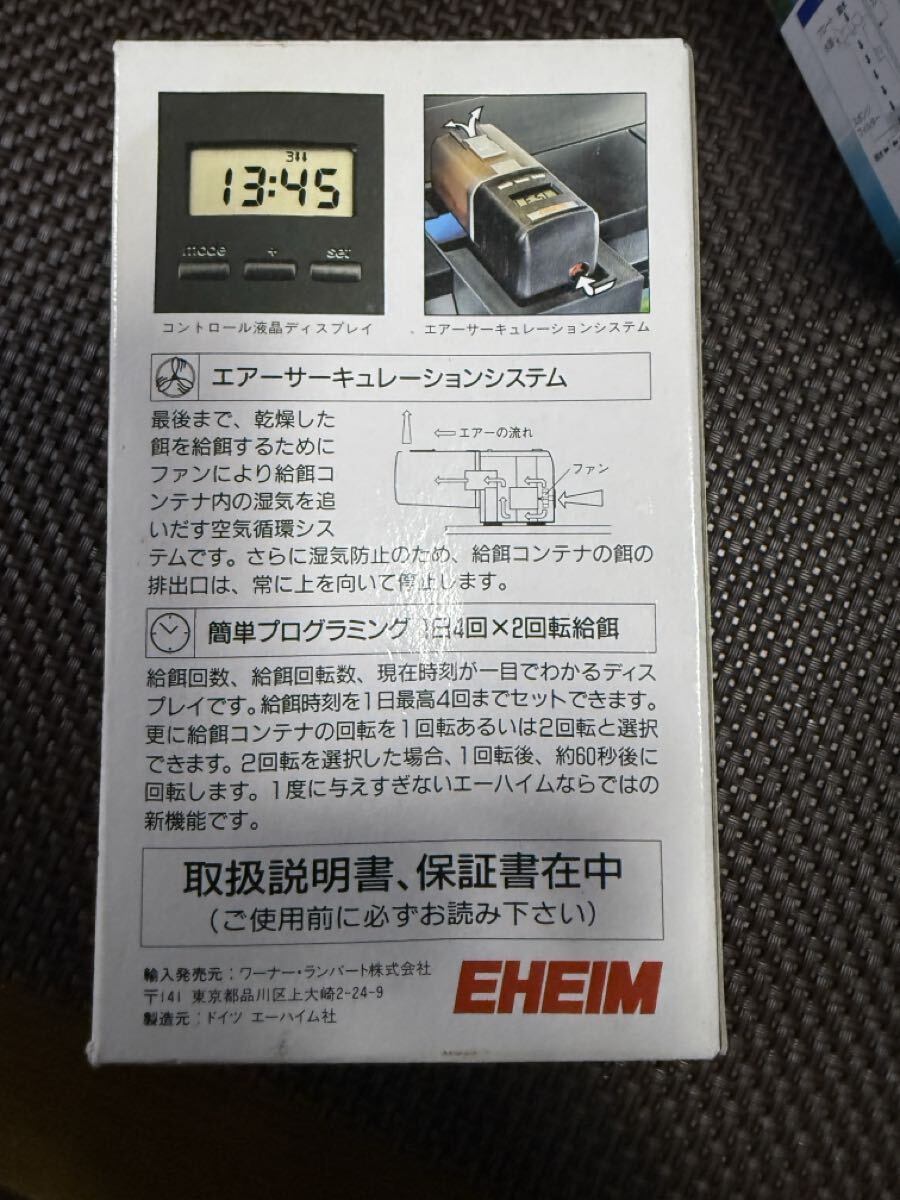 3
13:45
mode + set
コントロール液晶ディスプレイ
エアーサーキュレーションシステム
エアーサーキュレーションシステム
最後まで、乾燥した
餌を給餌するために
ファンにより給餌コ
ンテナ内の湿気を追
いだす空気循環シス
テムです。さらに湿気防止のため、給餌コンテナの餌の
排出口は、常に上を向いて停止します。
エアーの流れ
ファン
簡単プログラミング 1日4回×2回転給餌
給餌回数、給餌回転数、現在時刻が一目でわかるディス
プレイです。給餌時刻を1日最高4回までセットできます。
更に給餌コンテナの回転を1回転あるいは2回転と選択
できます。2回転を選択した場合、1回転後、約60秒後に
回転します。1度に与えすぎないエーハイムならではの
新機能です。
取扱説明書、保証書在中
(ご使用前に必ずお読み下さい)
輸入発売元:ワーナー・ランバート株式会社
〒141 東京都品川区上大崎2-24-9
製造元:ドイツ エーハイム社
EHEIM